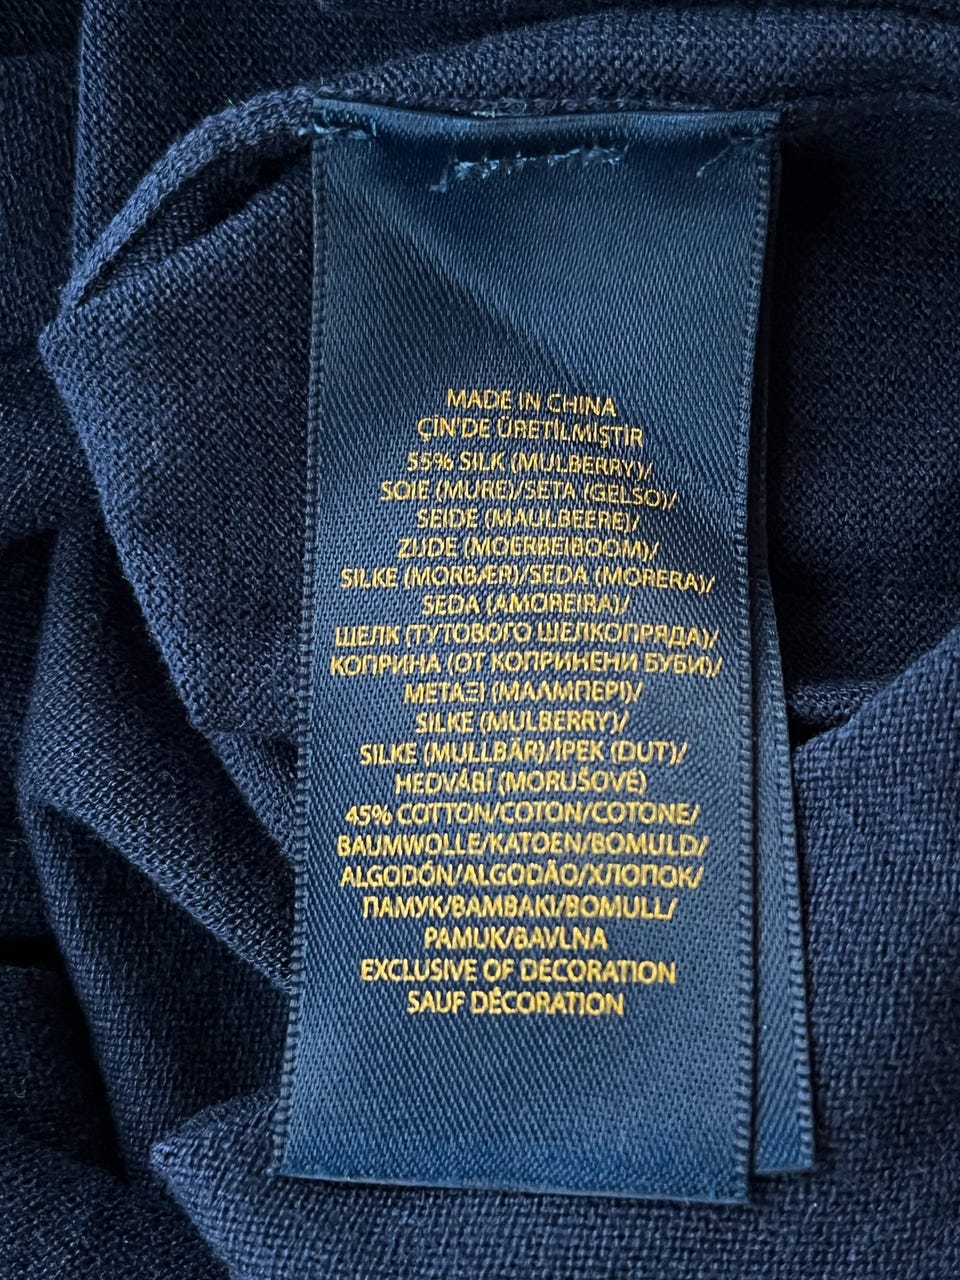 MADE IN CHINA
ÇİN'DE ÜRETİLMİŞTİR
55% SILK (MULBERRY)/
SOIE (MURE)/SETA (GELSO)/
SEIDE (MAULBEERE)/
ZIJDE (MOERBEIBOOM)/
SILKE (MORBÆR)/SEDA (MORERA)/
SEDA (AMOREIRA)/
ШЕЛК (ТУТОВОГО ШЕЛКОПРЯДА)/
КОПРИНА (ОТ КОПРИНЕНИ БУБИ)/
ΜΕΤΑΞΙ (ΜΑΛΜΠΕΡΙ)/
SILKE (MULBERRY)/
SILKE (MULLBÄR)/İPEK (DUT)/
HEDVÁBÍ (MORUŠOVÉ)
45% COTTON/COTON/COTONE/
BAUMWOLLE/KATOEN/BOMULD/
ALGODÓN/ALGODÃO/ХЛОПОК/
ПАМУК/ΒΑΜΒΑΚΙ/BOMULL/
PAMUK/BAVLNA
EXCLUSIVE OF DECORATION
SAUF DÉCORATION